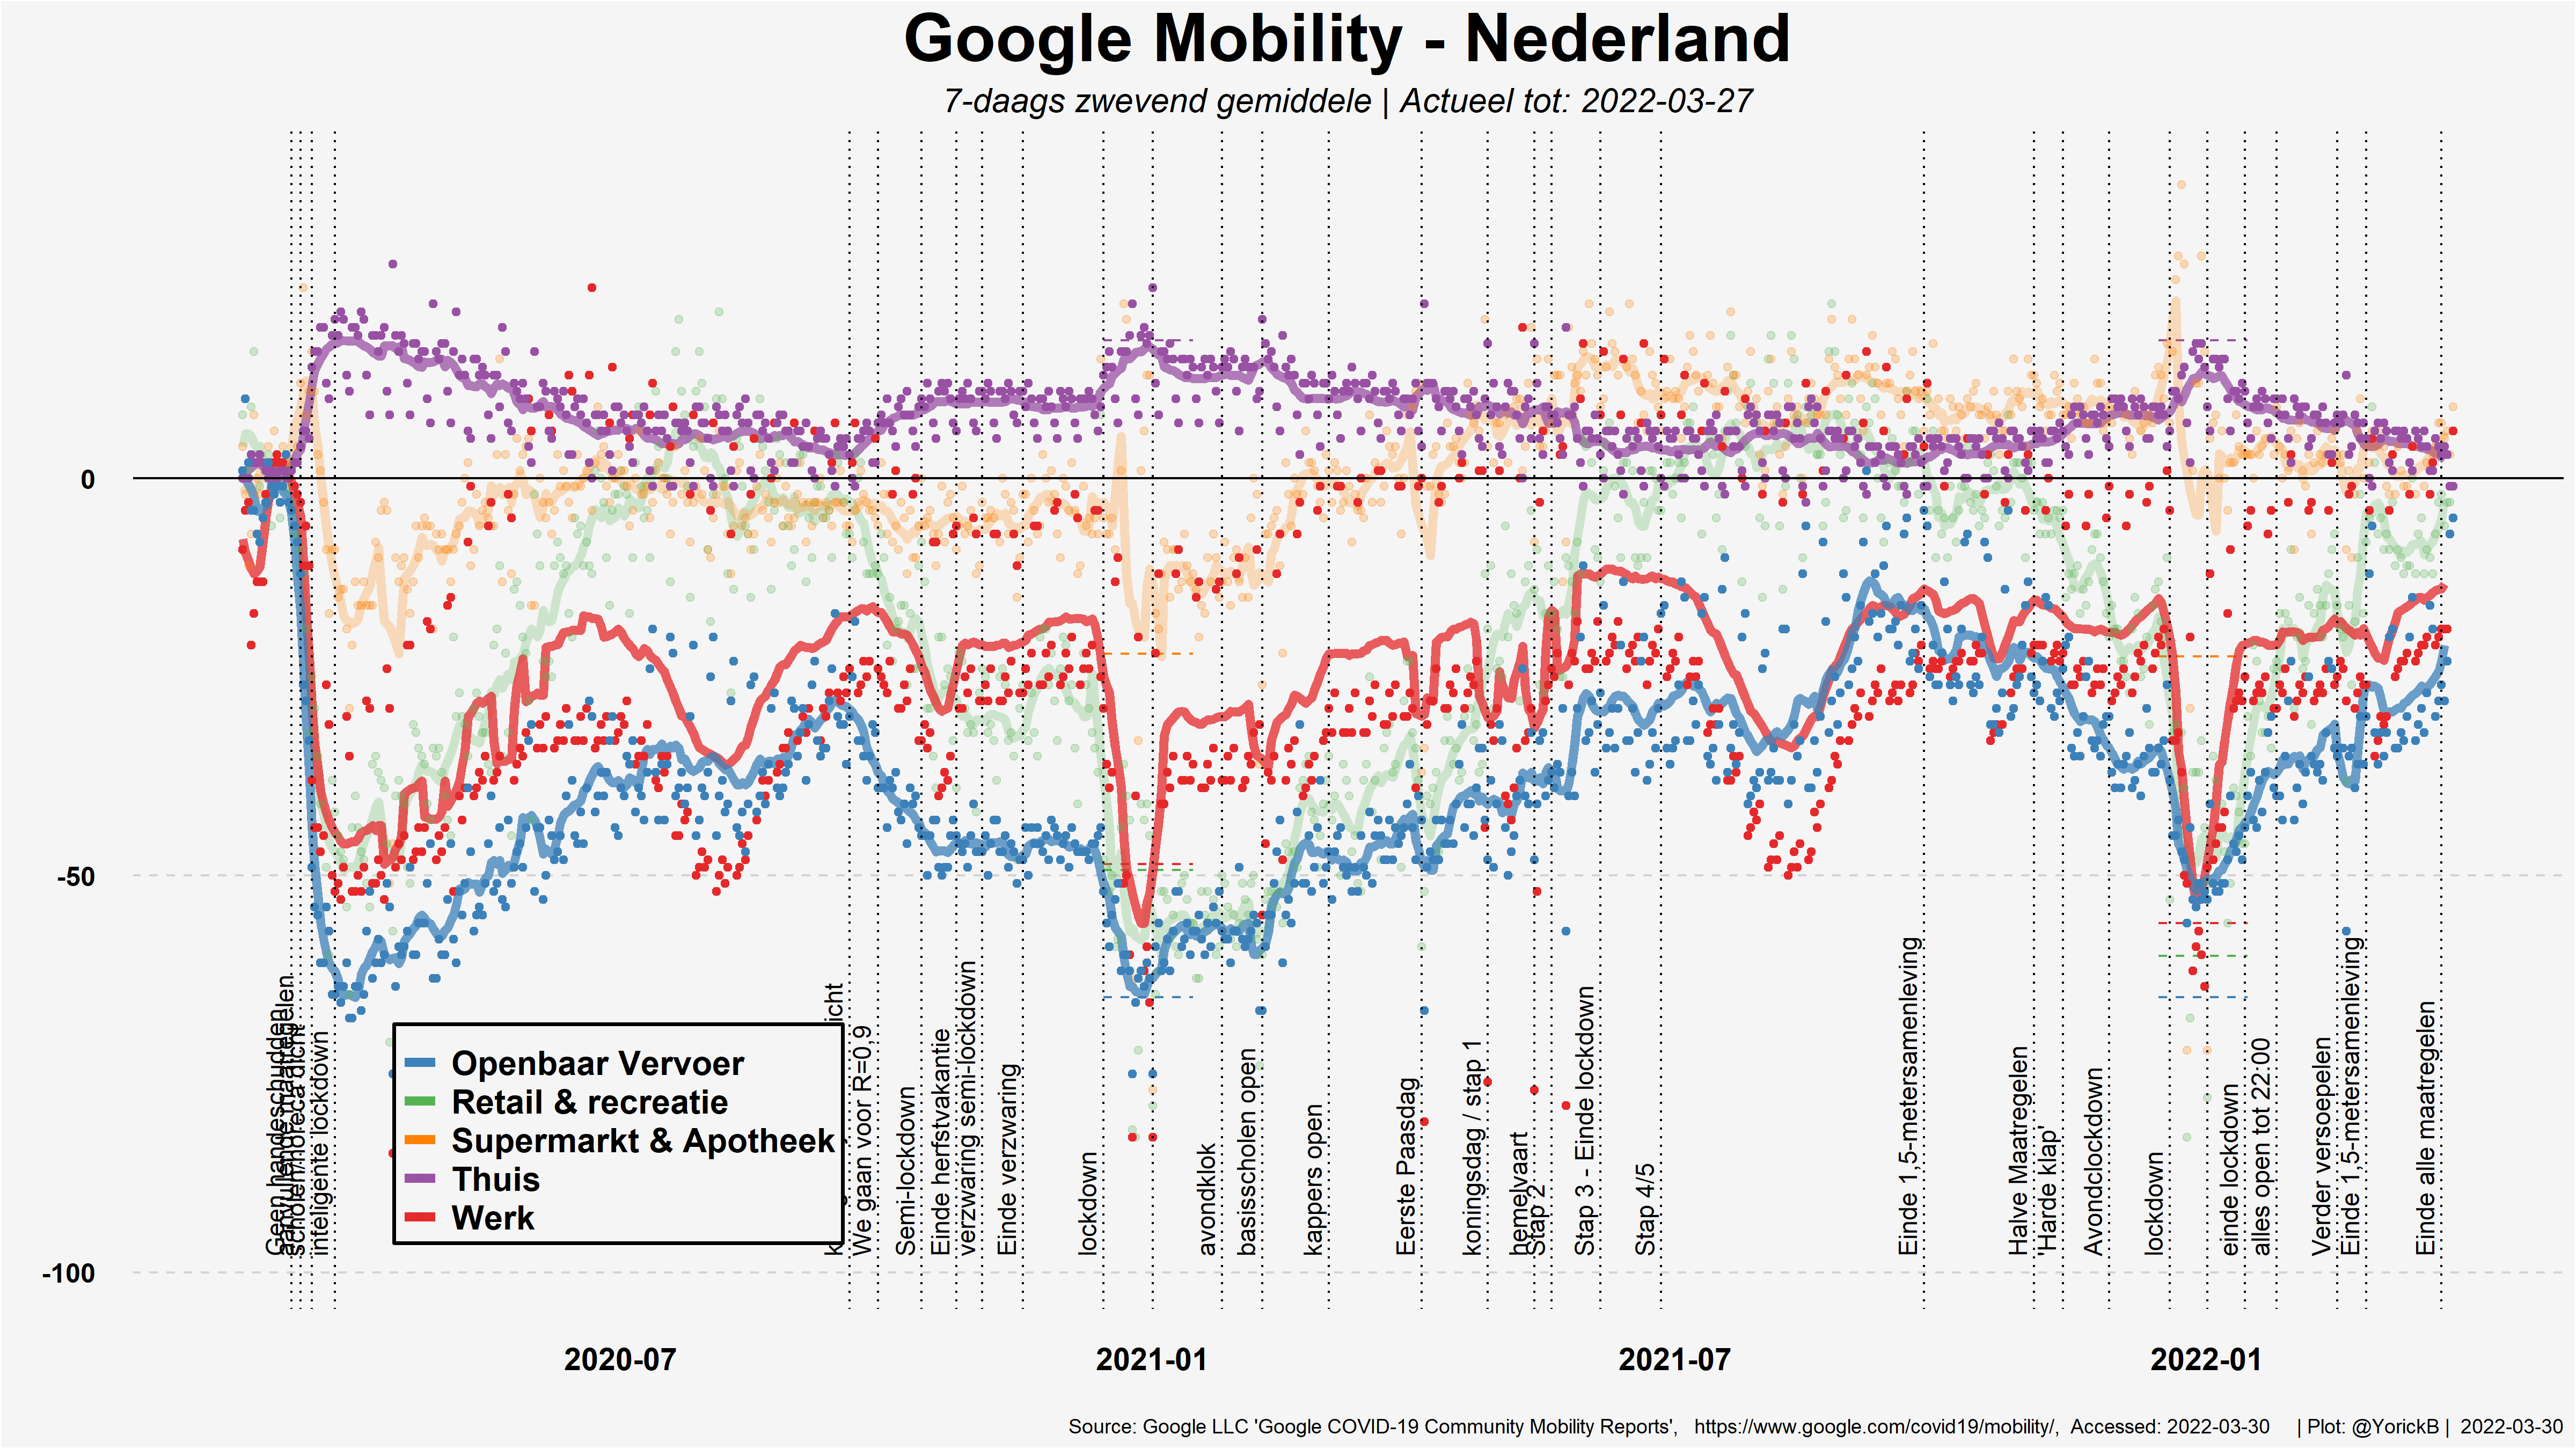 Google Mobility - Nederland
7-daags zwevend gemiddele | Actueel tot: 2022-03-27
0
-50
-100
Geen handeschudden
scholen/horeca dicht
inteligente lockdown
icht
We gaan voor R=0,9
Semi-lockdown
Einde herfstvakantie
verzwaring semi-lockdown
Einde verzwaring
lockdown
avondklok
basisscholen open
kappers open
Eerste Paasdag
koningsdag / stap 1
hemelvaart
Stap 2
Stap 3 - Einde lockdown
Stap 4/5
Einde 1,5-metersamenleving
Halve Maatregelen
'Harde klap'
Avondclockdown
lockdown
einde lockdown
alles open tot 22:00
Verder versoepelen
Einde 1,5-metersamenleving
Einde alle maatregelen
Openbaar Vervoer
Retail & recreatie
Supermarkt & Apotheek
Thuis
Werk
2020-07
2021-01
2021-07
2022-01
Source: Google LLC 'Google COVID-19 Community Mobility Reports', https://www.google.com/covid19/mobility/, Accessed: 2022-03-30 | Plot: @YorickB | 2022-03-30